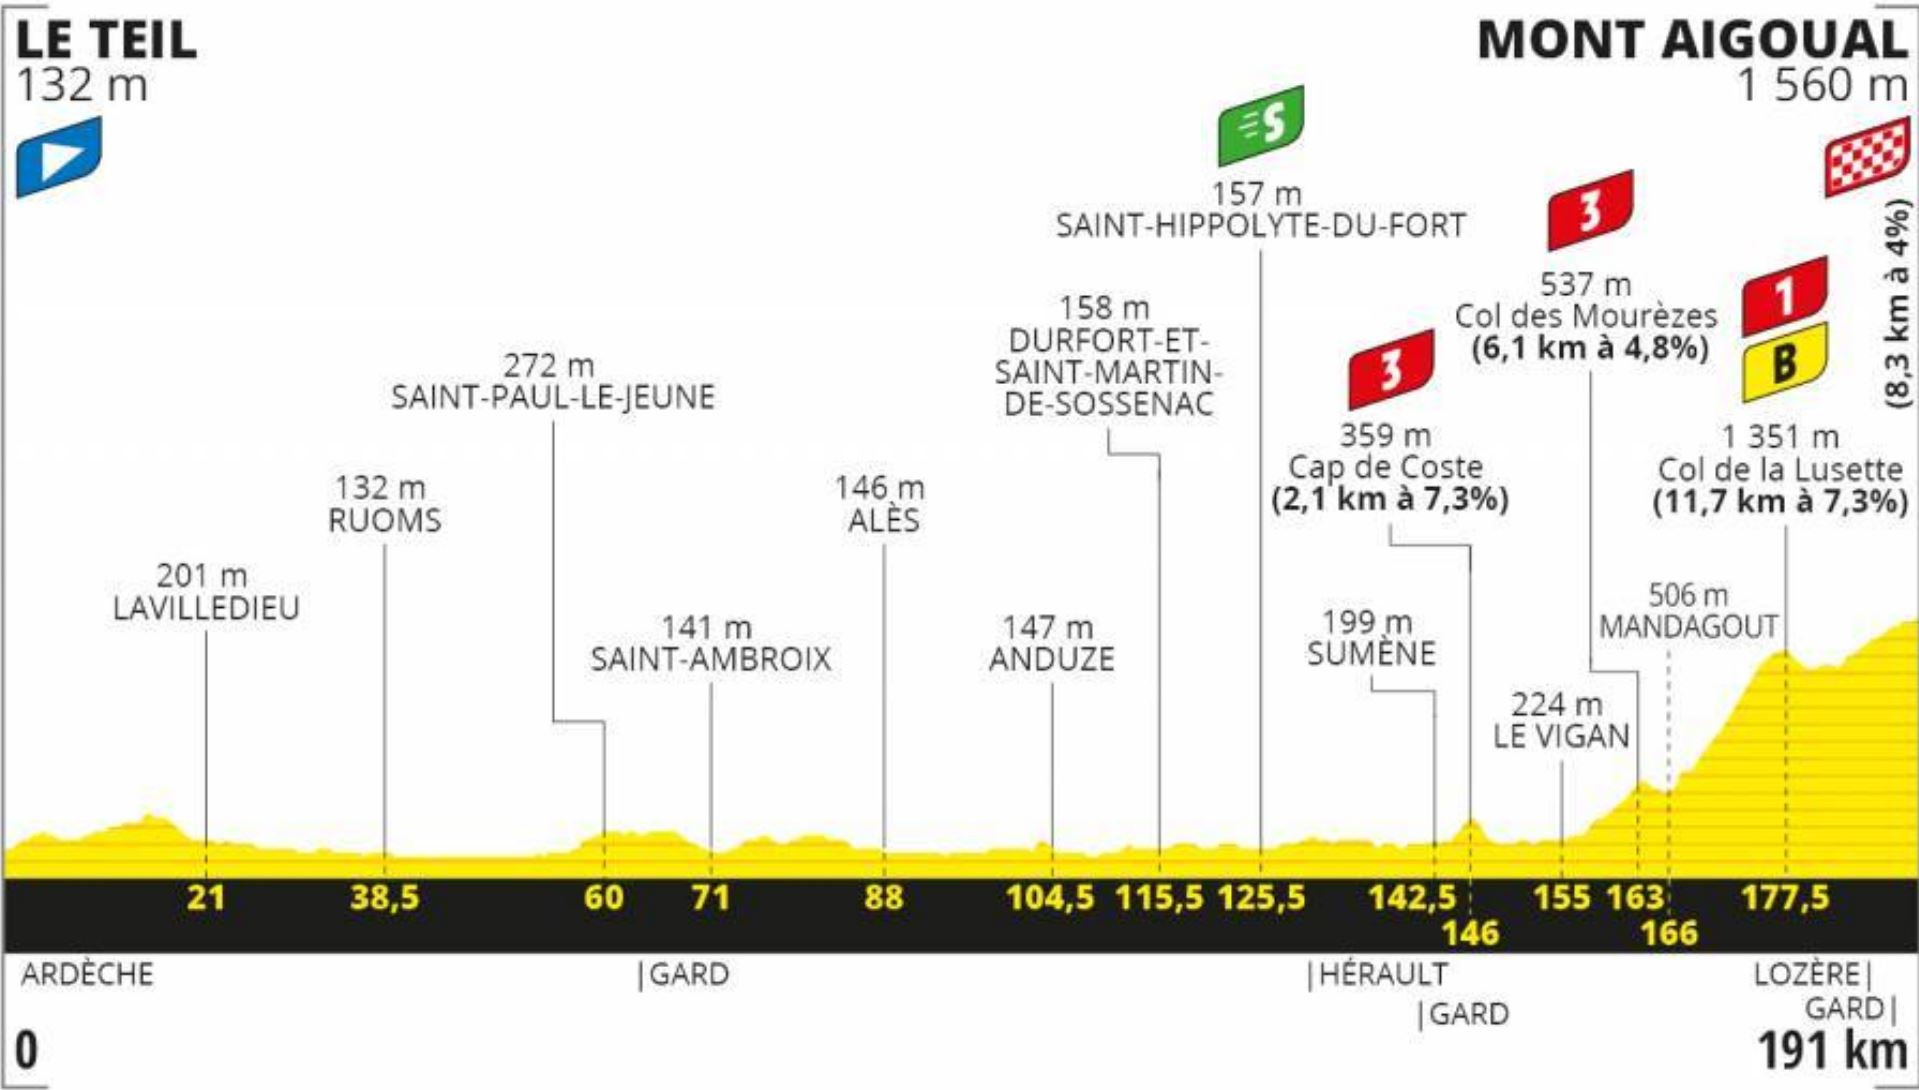 LE TEIL
132 m
MONT AIGOUAL
1 560 m
(8,3 km à 4%)
S
157 m
SAINT-HIPPOLYTE-DU-FORT
3
537 m
Col des Mourèzes
(6,1 km à 4,8%)
1
B
1 351 m
Col de la Lusette
(11,7 km à 7,3%)
158 m
DURFORT-ET-
SAINT-MARTIN-
DE-SOSSENAC
3
359 m
Cap de Coste
(2,1 km à 7,3%)
272 m
SAINT-PAUL-LE-JEUNE
132 m
RUOMS
146 m
ALÈS
201 m
LAVILLEDIEU
141 m
SAINT-AMBROIX
147 m
ANDUZE
199 m
SUMÈNE
506 m
MANDAGOUT
224 m
LE VIGAN
21 38,5 60 71 88 104,5 115,5 125,5 142,5 155 163 177,5
146 166
ARDÈCHE |GARD |HÉRAULT LOZÈRE|
|GARD GARD|
0 191 km